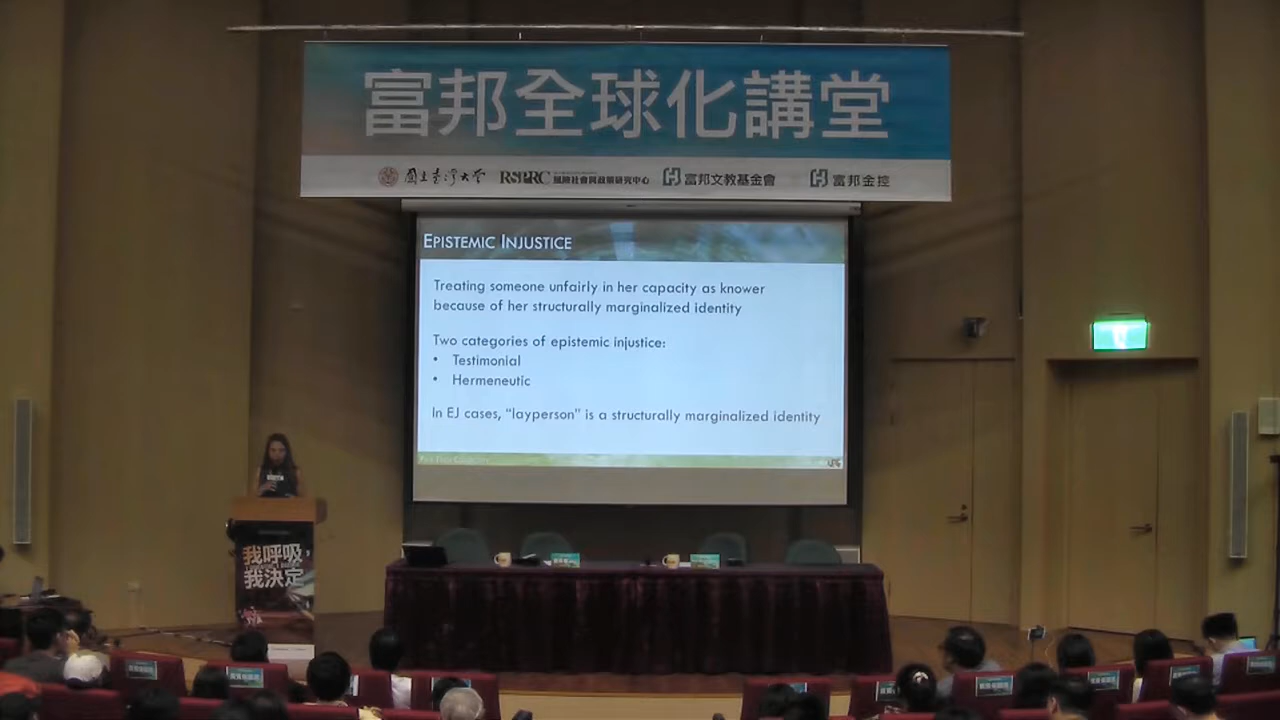 富邦全球化講堂
國立臺灣大學 RSPRC 風險社會與政策研究中心 富邦文教基金會 富邦金控
EPISTEMIC INJUSTICE
Treating someone unfairly in her capacity as knower
because of her structurally marginalized identity
Two categories of epistemic injustice:
• Testimonial
• Hermeneutic
In EJ cases, "layperson" is a structurally marginalized identity
我呼吸,
我決定